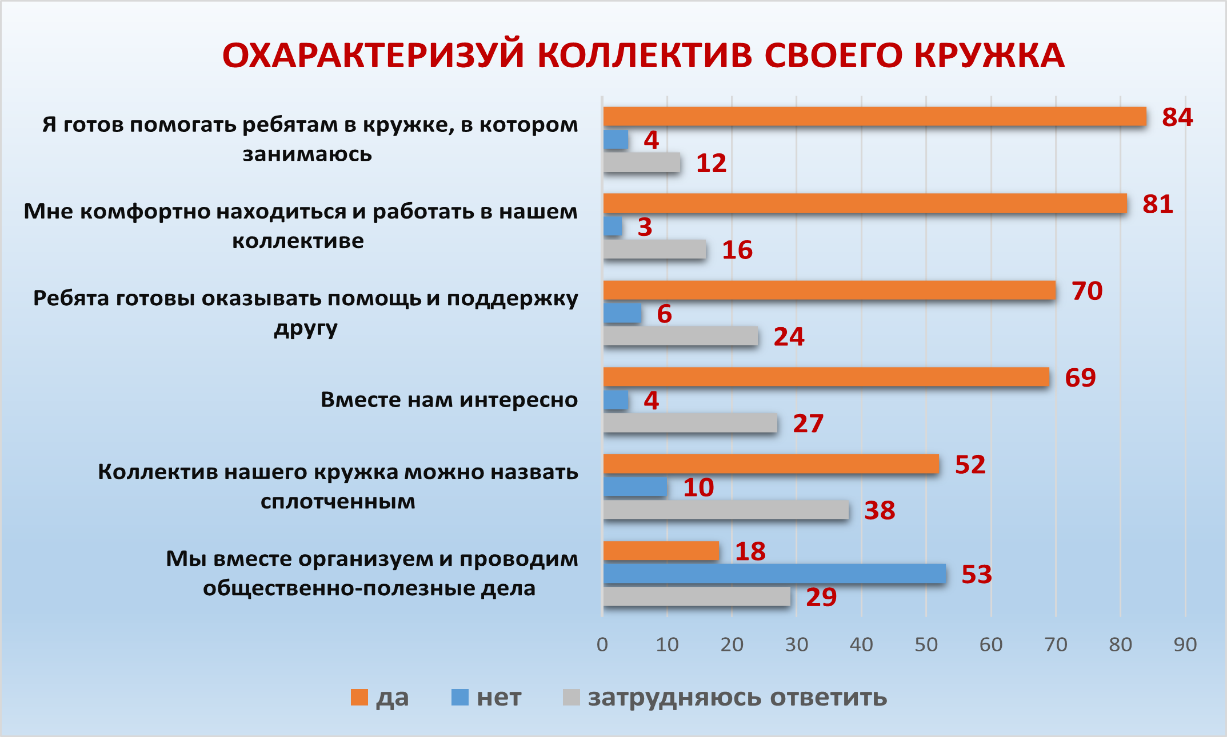 ОХАРАКТЕРИЗУЙ КОЛЛЕКТИВ СВОЕГО КРУЖКА
Я готов помогать ребятам в кружке, в котором
занимаюсь
84
4
12
Мне комфортно находиться и работать в нашем
коллективе
81
3
16
Ребята готовы оказывать помощь и поддержку
другу
70
6
24
Вместе нам интересно
69
4
27
Коллектив нашего кружка можно назвать
сплотченным
52
10
38
Мы вместе организуем и проводим
общественно-полезные дела
18
53
29
0 10 20 30 40 50 60 70 80 90
да нет затрудняюсь ответить